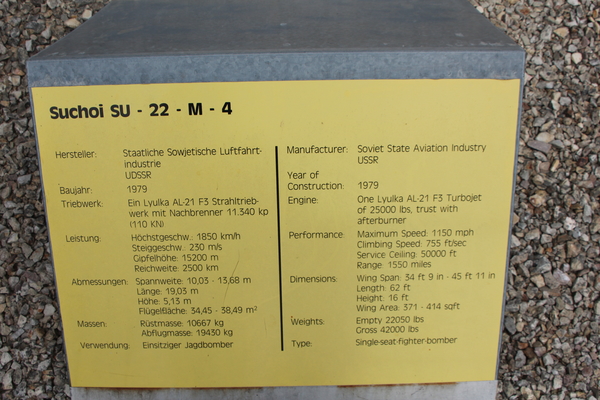 Suchoi SU - 22 - M - 4
Hersteller: Staatliche Sowjetische Luftfahrt-
industrie
UDSSR
Baujahr: 1979
Triebwerk: Ein Lyulka AL-21 F3 Strahltrieb-
werk mit Nachbrenner 11.340 kp
(110 KN)
Leistung: Höchstgeschw.: 1850 km/h
Steiggeschw.: 230 m/s
Gipfelhöhe: 15200 m
Reichweite: 2500 km
Abmessungen: Spannweite: 10,03 - 13,68 m
Länge: 19,03 m
Höhe: 5,13 m
Flügelfläche: 34,45 - 38,49 m²
Massen: Rüstmasse: 10667 kg
Abflugmasse: 19430 kg
Verwendung: Einsitziger Jagdbomber
Manufacturer: Soviet State Aviation Industry
USSR
Year of
Construction: 1979
Engine: One Lyulka AL-21 F3 Turbojet
of 25000 lbs, trust with
afterburner
Performance: Maximum Speed: 1150 mph
Climbing Speed: 755 ft/sec
Service Ceiling: 50000 ft
Range: 1550 miles
Dimensions: Wing Span: 34 ft 9 in - 45 ft 11 in
Length: 62 ft
Height: 16 ft
Wing Area: 371 - 414 sqft
Weights: Empty 22050 lbs
Gross 42000 lbs
Type: Single-seat-fighter-bomber